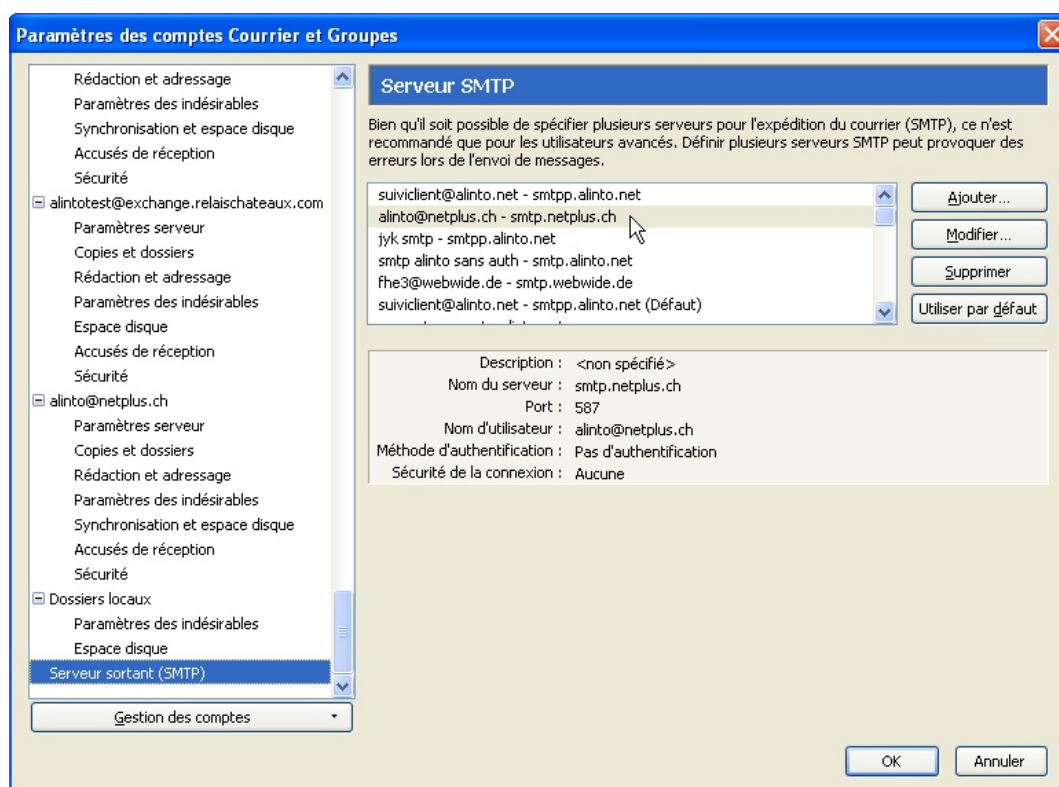 Paramètres des comptes Courrier et Groupes
Rédaction et adressage
Paramètres des indésirables
Synchronisation et espace disque
Accusés de réception
Sécurité
alintotest@exchange.relaischateaux.com
Paramètres serveur
Copies et dossiers
Rédaction et adressage
Paramètres des indésirables
Espace disque
Accusés de réception
Sécurité
alinto@netplus.ch
Paramètres serveur
Copies et dossiers
Rédaction et adressage
Paramètres des indésirables
Synchronisation et espace disque
Accusés de réception
Sécurité
Dossiers locaux
Paramètres des indésirables
Espace disque
Serveur sortant (SMTP)
Gestion des comptes
Serveur SMTP
Bien qu'il soit possible de spécifier plusieurs serveurs pour l'expédition du courrier (SMTP), ce n'est
recommandé que pour les utilisateurs avancés. Définir plusieurs serveurs SMTP peut provoquer des
erreurs lors de l'envoi de messages.
suiviclient@alinto.net - smtpp.alinto.net
alinto@netplus.ch - smtp.netplus.ch
jyk smtp - smtpp.alinto.net
smtp alinto sans auth - smtp.alinto.net
fhe3@webwide.de - smtp.webwide.de
suiviclient@alinto.net - smtpp.alinto.net (Défaut)
Ajouter...
Modifier...
Supprimer
Utiliser par défaut
Description : <non spécifié>
Nom du serveur : smtp.netplus.ch
Port : 587
Nom d'utilisateur : alinto@netplus.ch
Méthode d'authentification : Pas d'authentification
Sécurité de la connexion : Aucune
OK
Annuler